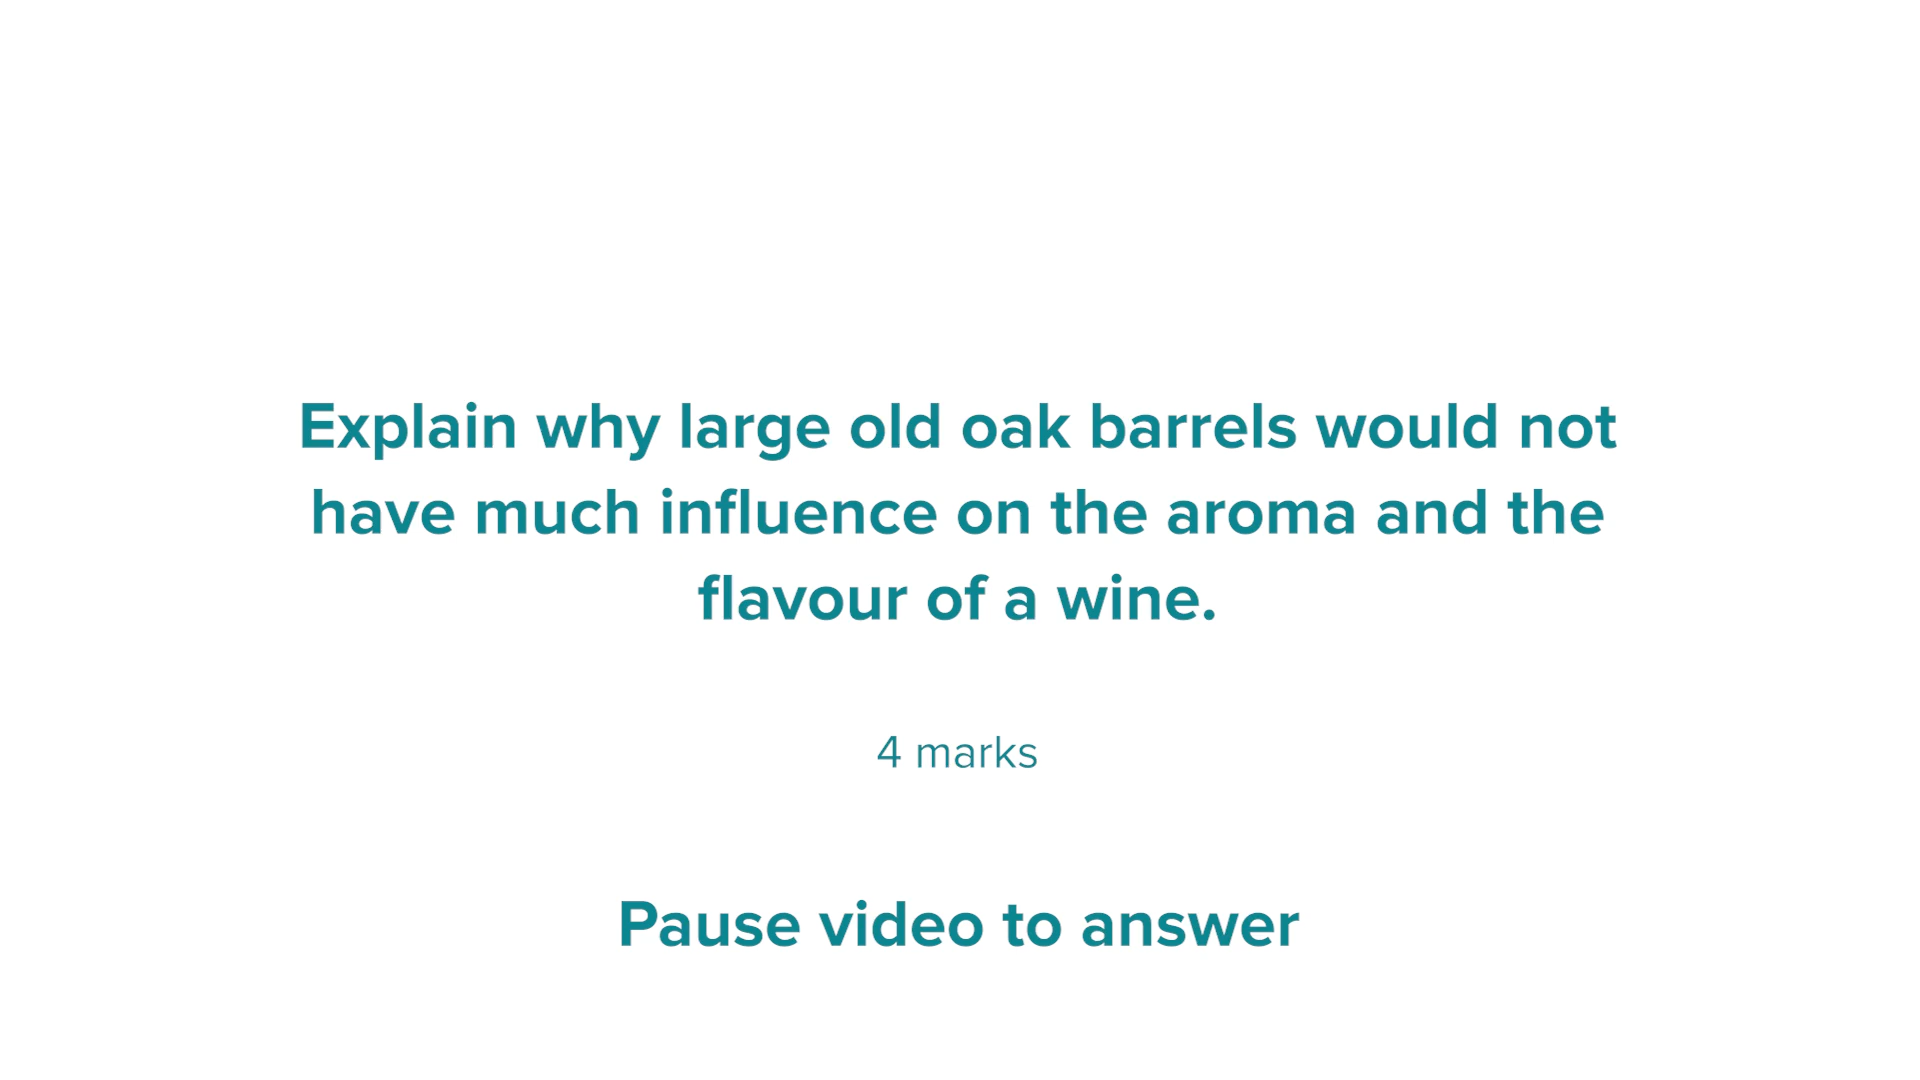 Explain why large old oak barrels would not
have much influence on the aroma and the
flavour of a wine.
4 marks
Pause video to answer